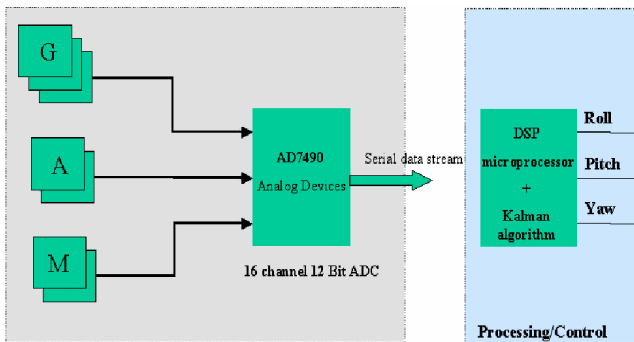 G
A
M
AD7490
Analog Devices
16 channel 12 Bit ADC
Serial data stream
DSP
microprocessor
+
Kalman
algorithm
Roll
Pitch
Yaw
Processing/Control